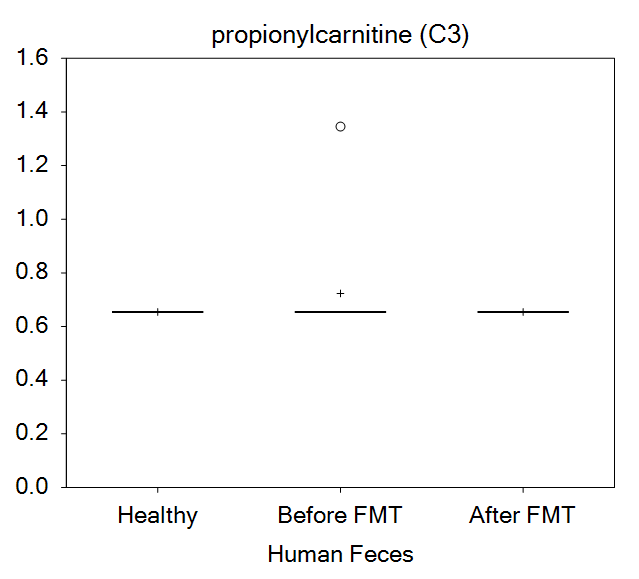 propionylcarnitine (C3)
1.6
1.4
1.2
1.0
0.8
0.6
0.4
0.2
0.0
Healthy
Before FMT
After FMT
Human Feces